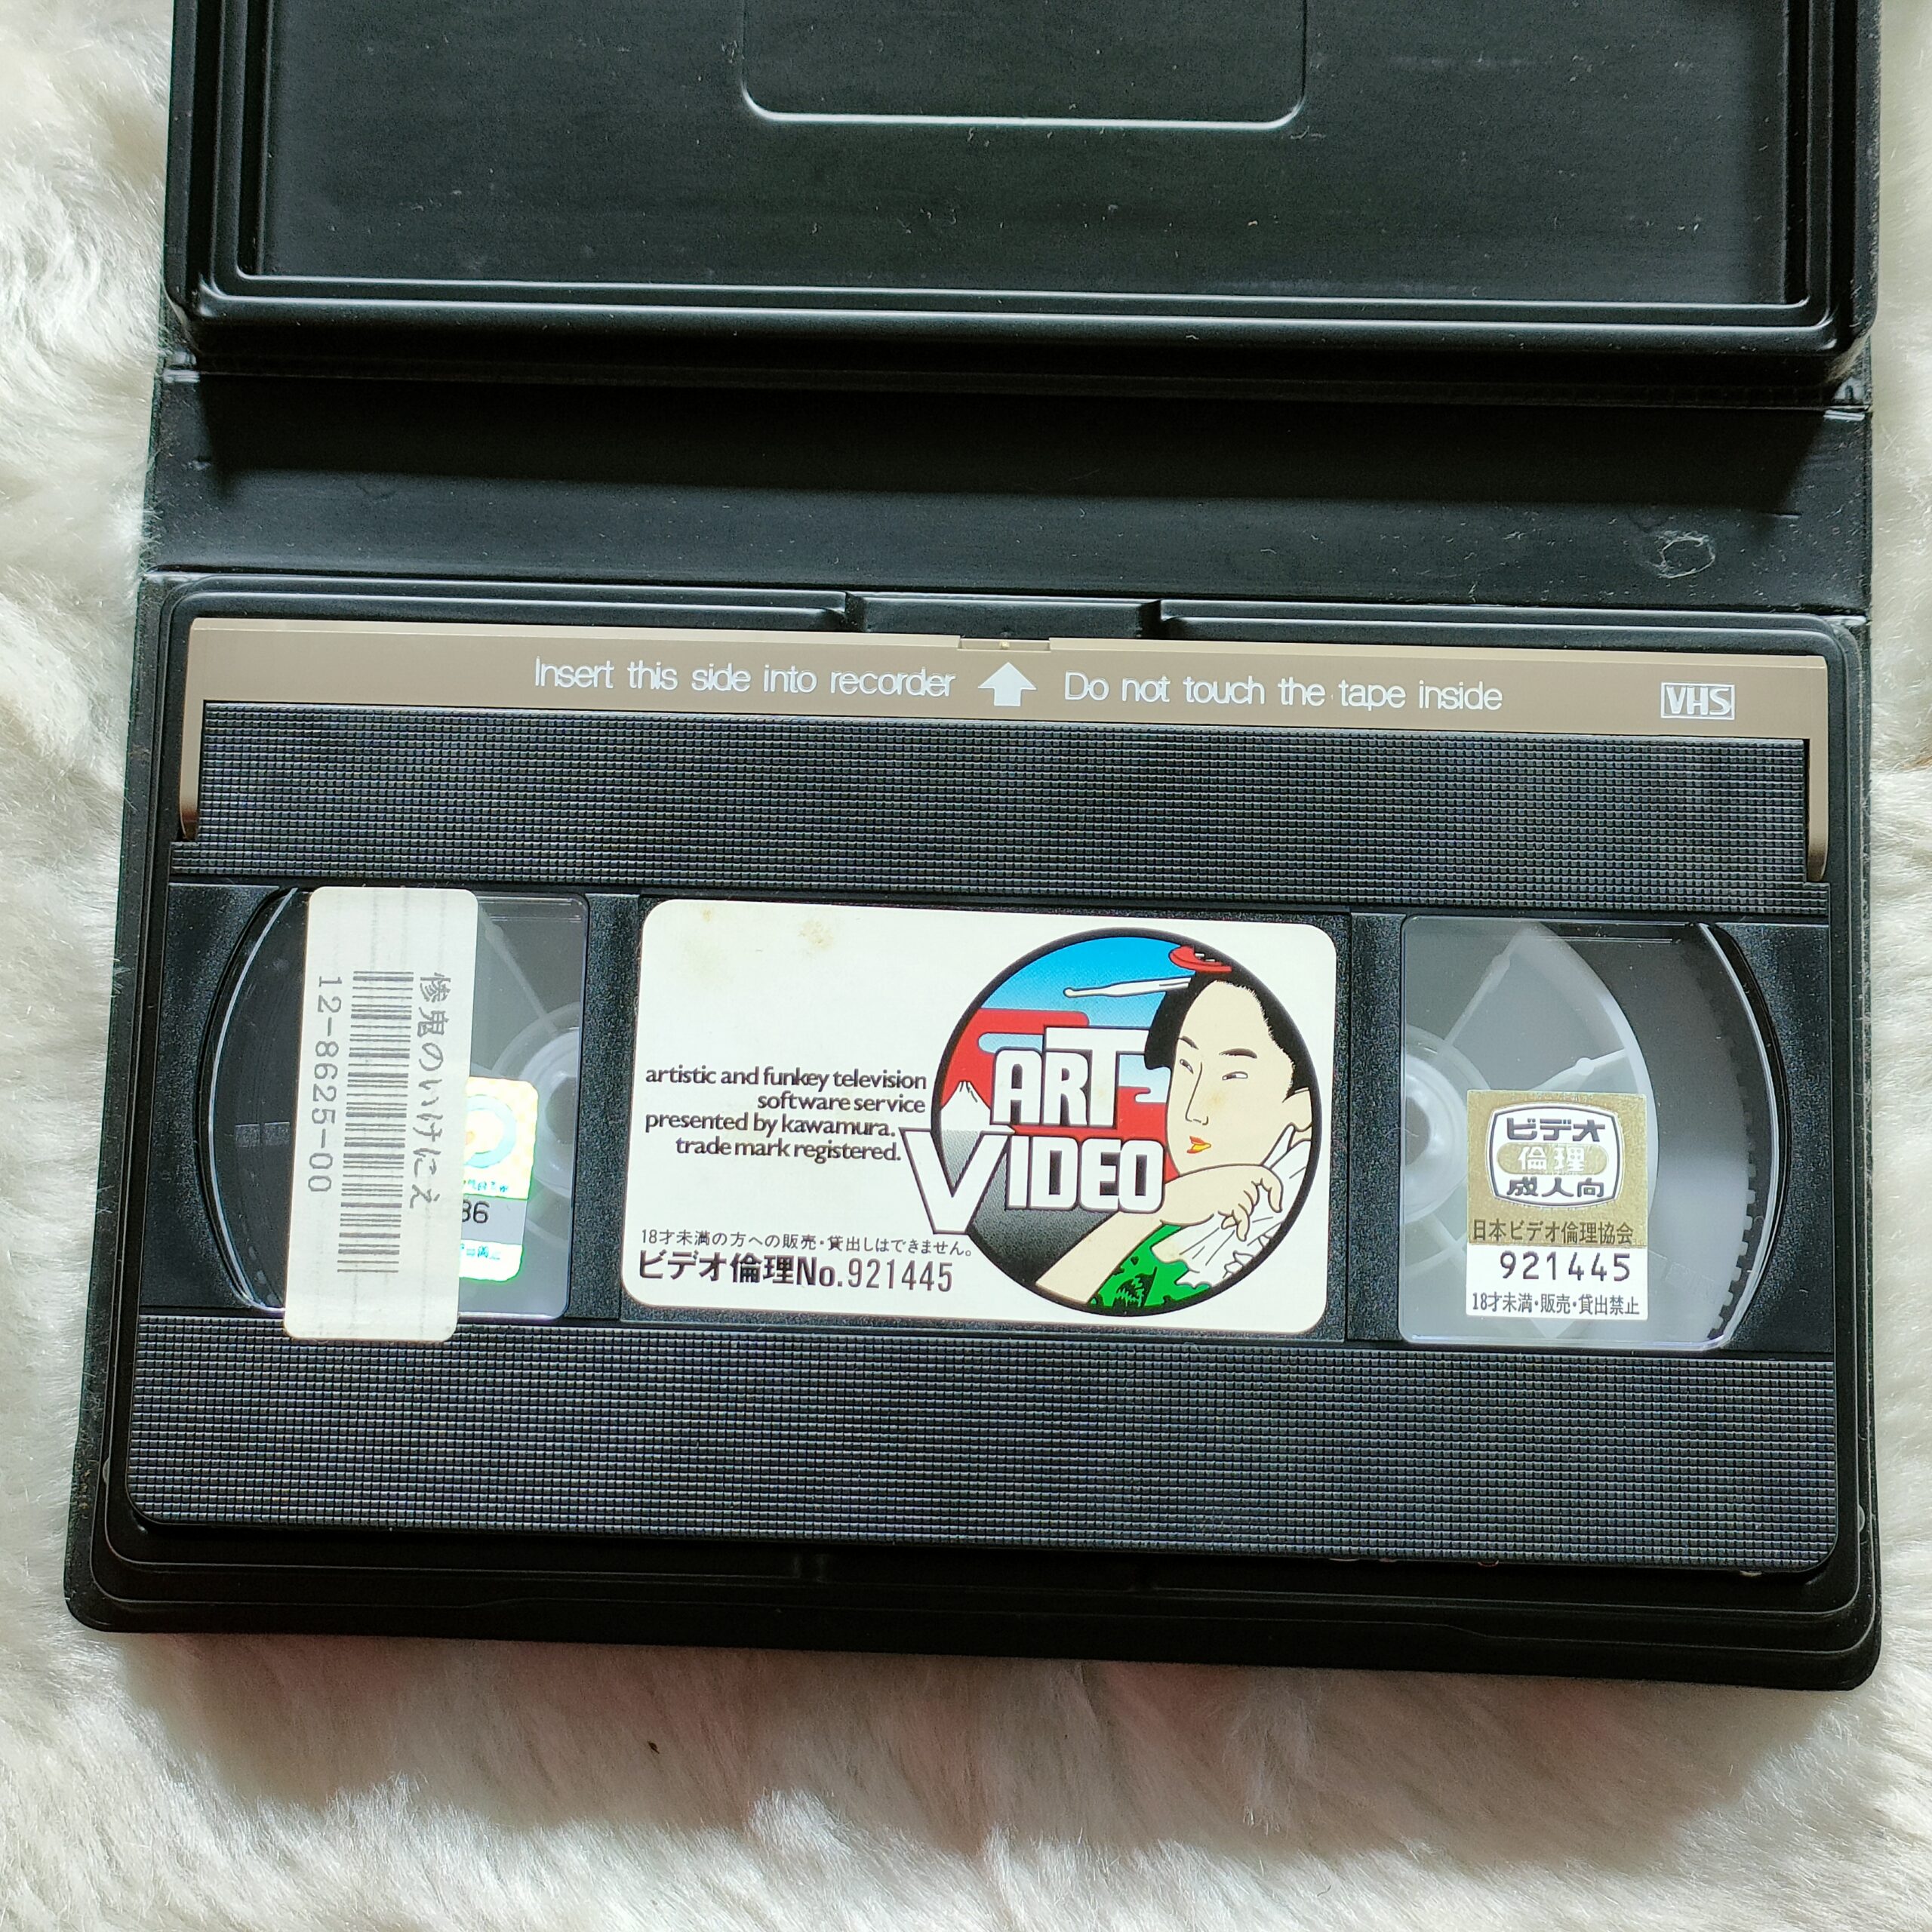 Insert this side into recorder
Do not touch the tape inside
VHS
惨鬼のいけにえ
12-8625-00
86
artistic and funkey television
software service
presented by kawamura.
trade mark registered.
ART
VIDEO
18才未満の方への販売・貸出しはできません。
ビデオ倫理No.921445
ビデオ
倫理
成人向
日本ビデオ倫理協会
921445
18才未満・販売・貸出禁止